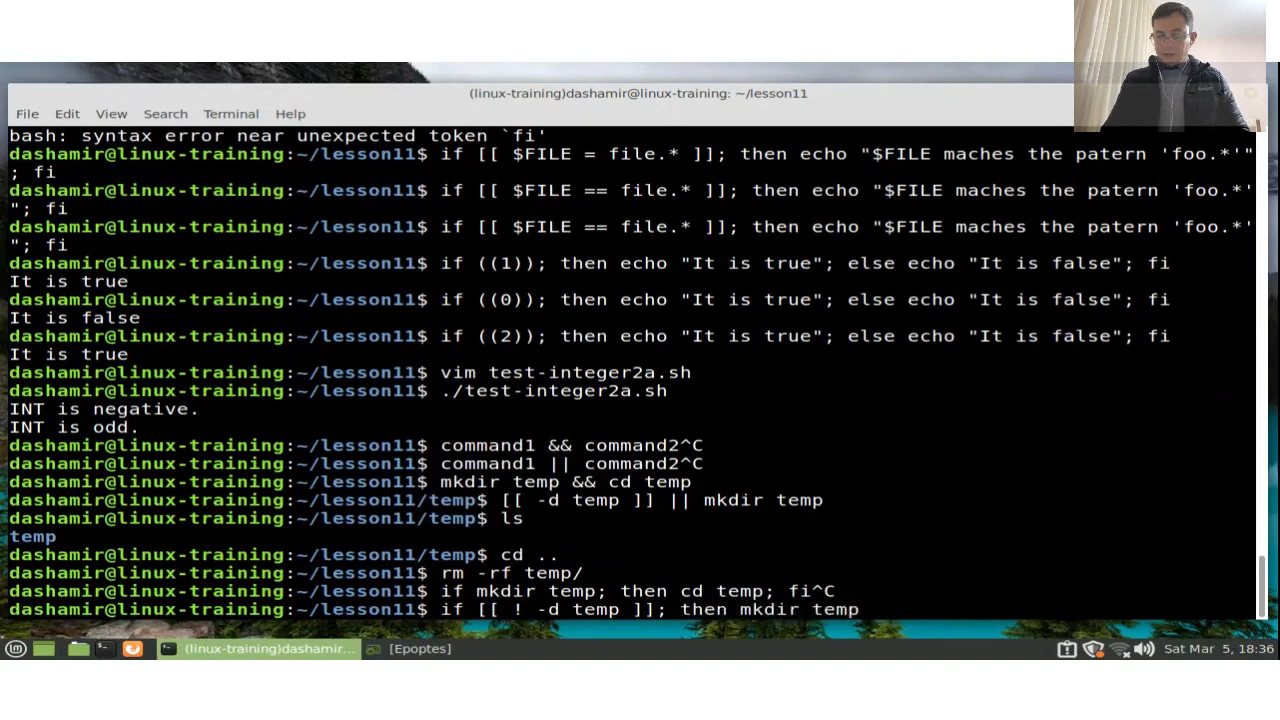 (linux-training)dashamir@linux-training: ~/lesson11
File Edit View Search Terminal Help
bash: syntax error near unexpected token `fi'
dashamir@linux-training:~/lesson11$ if [[ $FILE = file.* ]]; then echo "$FILE maches the patern 'foo.*'"
; fi
dashamir@linux-training:~/lesson11$ if [[ $FILE == file.* ]]; then echo "$FILE maches the patern 'foo.*'
"; fi
dashamir@linux-training:~/lesson11$ if [[ $FILE == file.* ]]; then echo "$FILE maches the patern 'foo.*'
"; fi
dashamir@linux-training:~/lesson11$ if ((1)); then echo "It is true"; else echo "It is false"; fi
It is true
dashamir@linux-training:~/lesson11$ if ((0)); then echo "It is true"; else echo "It is false"; fi
It is false
dashamir@linux-training:~/lesson11$ if ((2)); then echo "It is true"; else echo "It is false"; fi
It is true
dashamir@linux-training:~/lesson11$ vim test-integer2a.sh
dashamir@linux-training:~/lesson11$ ./test-integer2a.sh
INT is negative.
INT is odd.
dashamir@linux-training:~/lesson11$ command1 && command2^C
dashamir@linux-training:~/lesson11$ command1 || command2^C
dashamir@linux-training:~/lesson11$ mkdir temp && cd temp
dashamir@linux-training:~/lesson11/temp$ [[ -d temp ]] || mkdir temp
dashamir@linux-training:~/lesson11/temp$ ls
temp
dashamir@linux-training:~/lesson11/temp$ cd ..
dashamir@linux-training:~/lesson11$ rm -rf temp/
dashamir@linux-training:~/lesson11$ if mkdir temp; then cd temp; fi^C
dashamir@linux-training:~/lesson11$ if [[ ! -d temp ]]; then mkdir temp
(linux-training)dashamir... [Epoptes] Sat Mar 5, 18:36